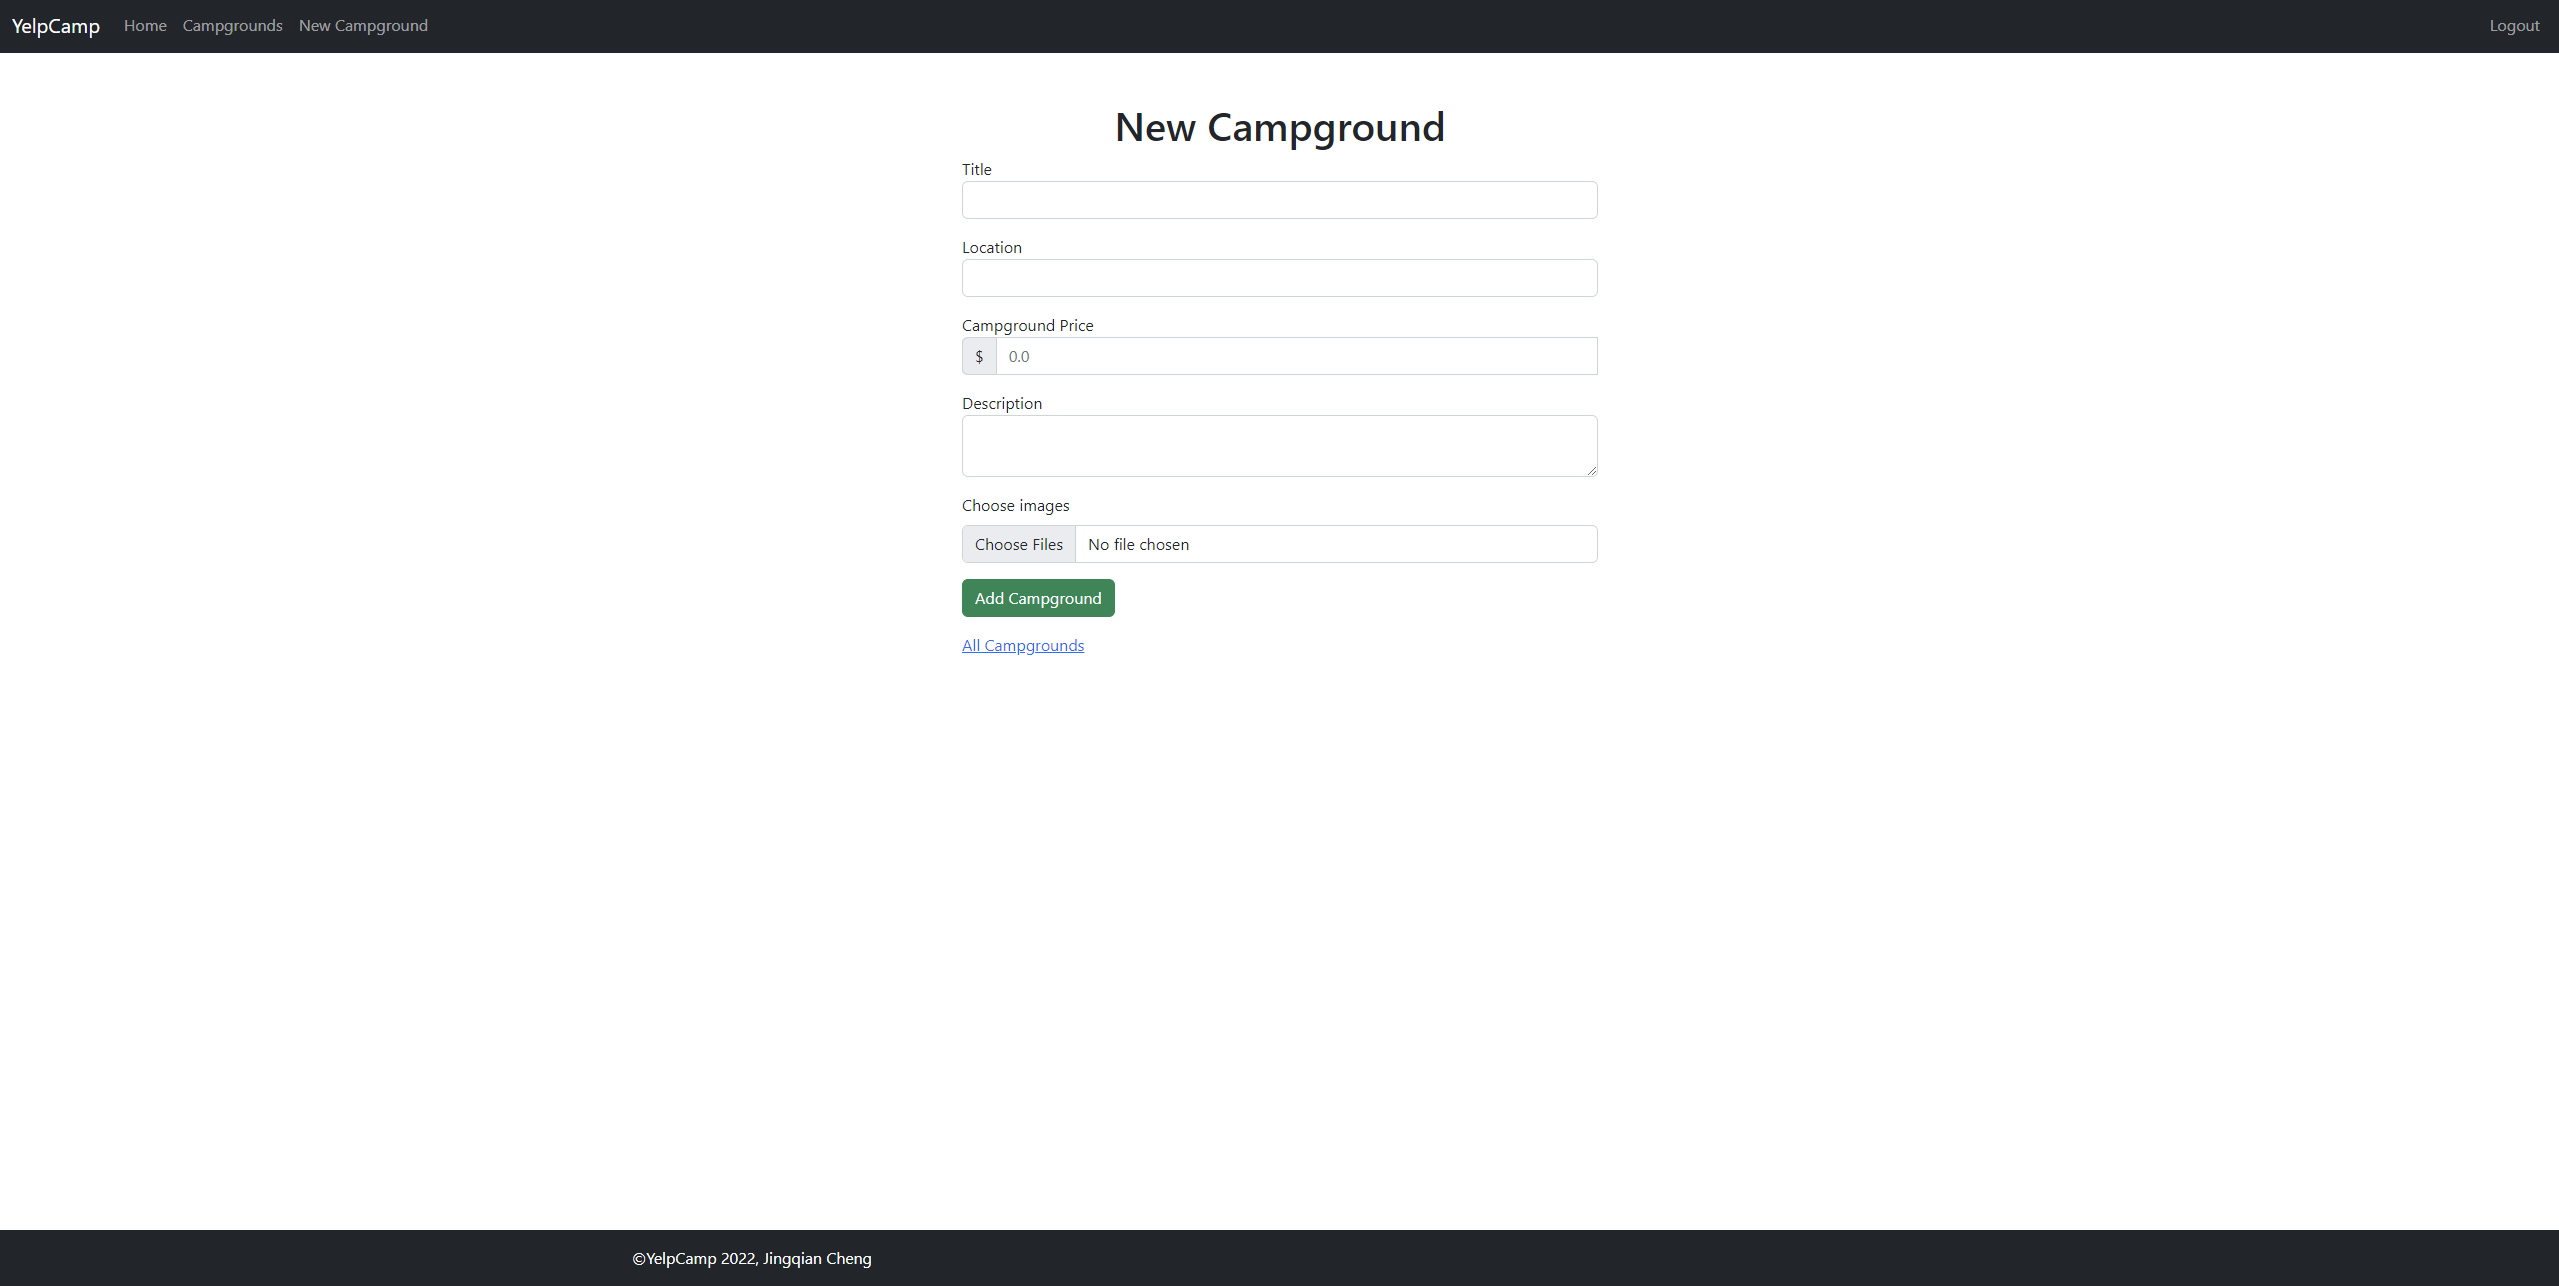 YelpCamp Home Campgrounds New Campground Logout
New Campground
Title
Location
Campground Price
$ 0.0
Description
Choose images
Choose Files No file chosen
Add Campground
All Campgrounds
©YelpCamp 2022, Jingqian Cheng